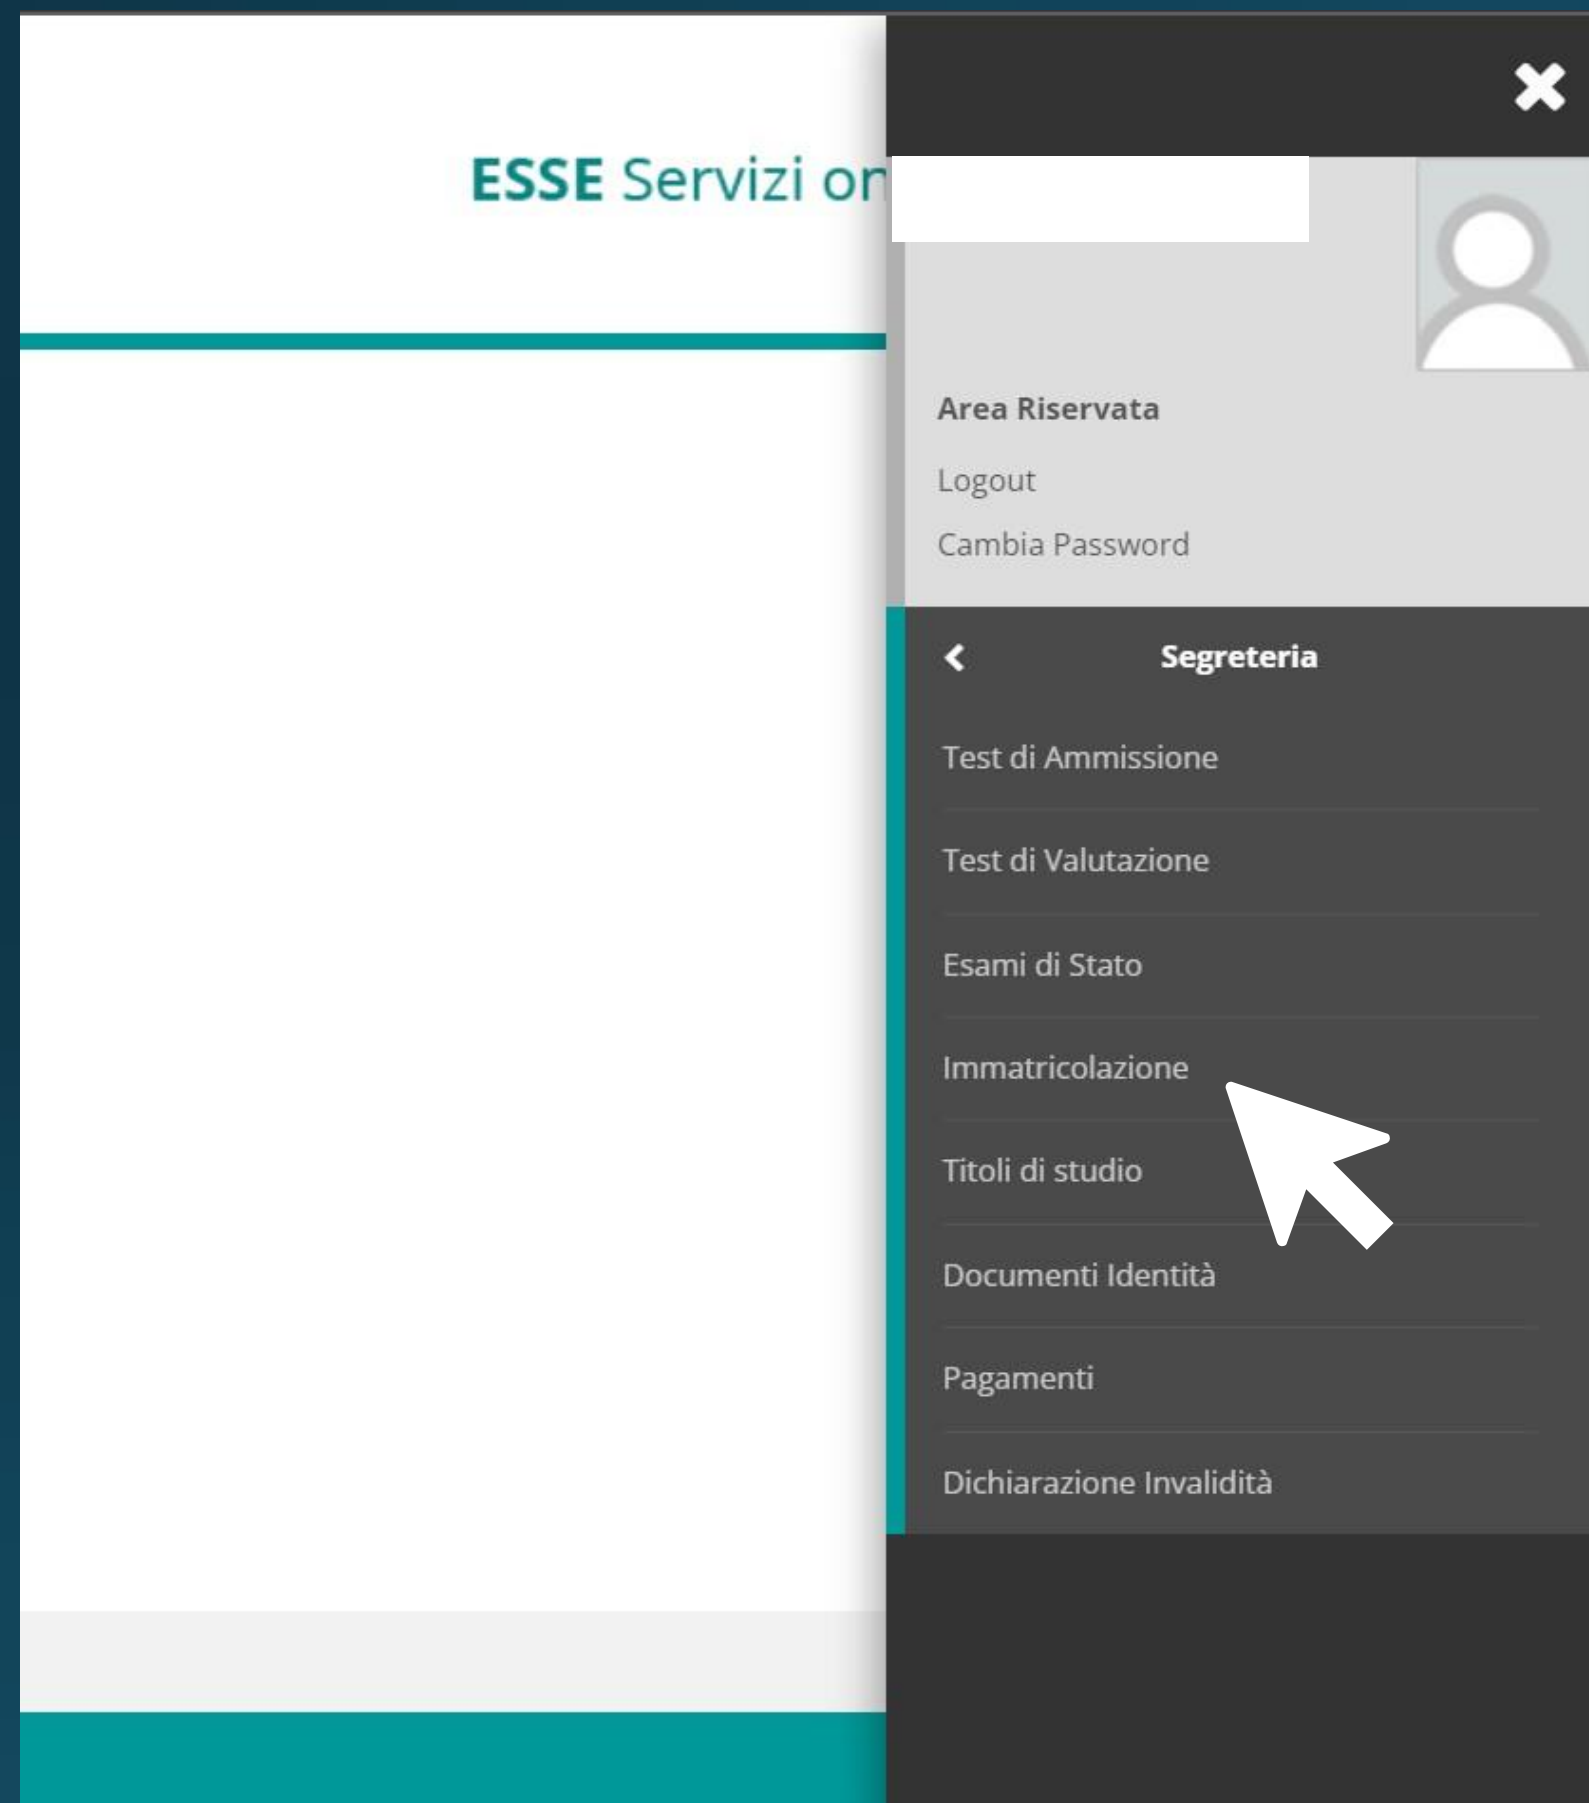 ESSE Servizi on
Area Riservata
Logout
Cambia Password
Segreteria
Test di Ammissione
Test di Valutazione
Esami di Stato
Immatricolazione
Titoli di studio
Documenti Identità
Pagamenti
Dichiarazione Invalidità